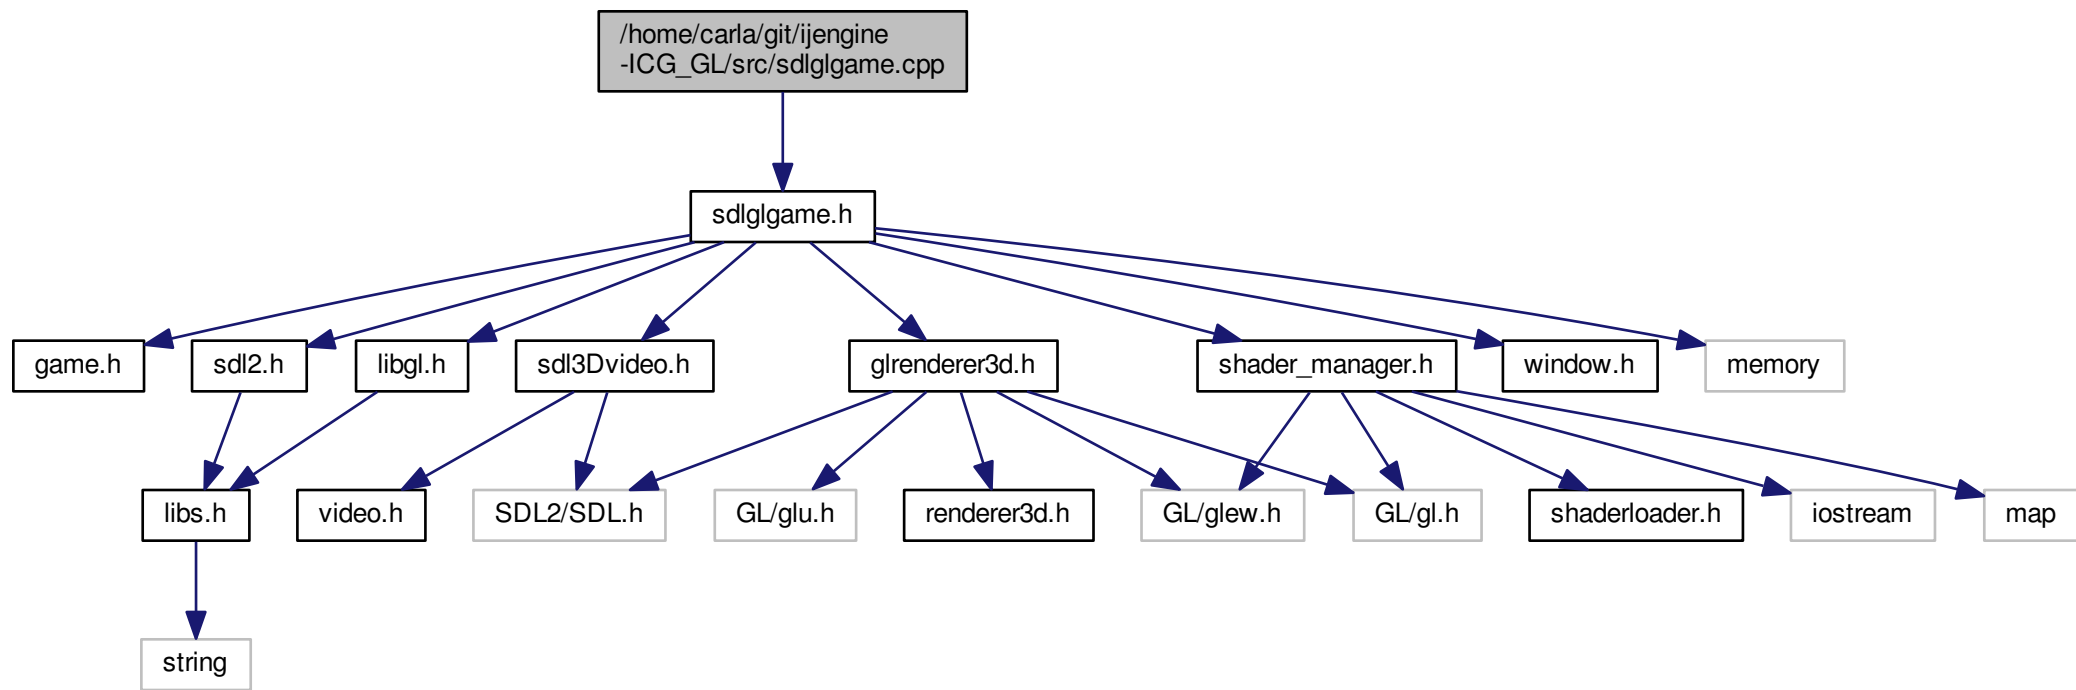 /home/carla/git/ijengine
-ICG_GL/src/sdlglgame.cpp
sdlglgame.h
game.h
sdl2.h
libgl.h
sdl3Dvideo.h
glrenderer3d.h
shader_manager.h
window.h
memory
libs.h
video.h
SDL2/SDL.h
GL/glu.h
renderer3d.h
GL/glew.h
GL/gl.h
shaderloader.h
iostream
map
string